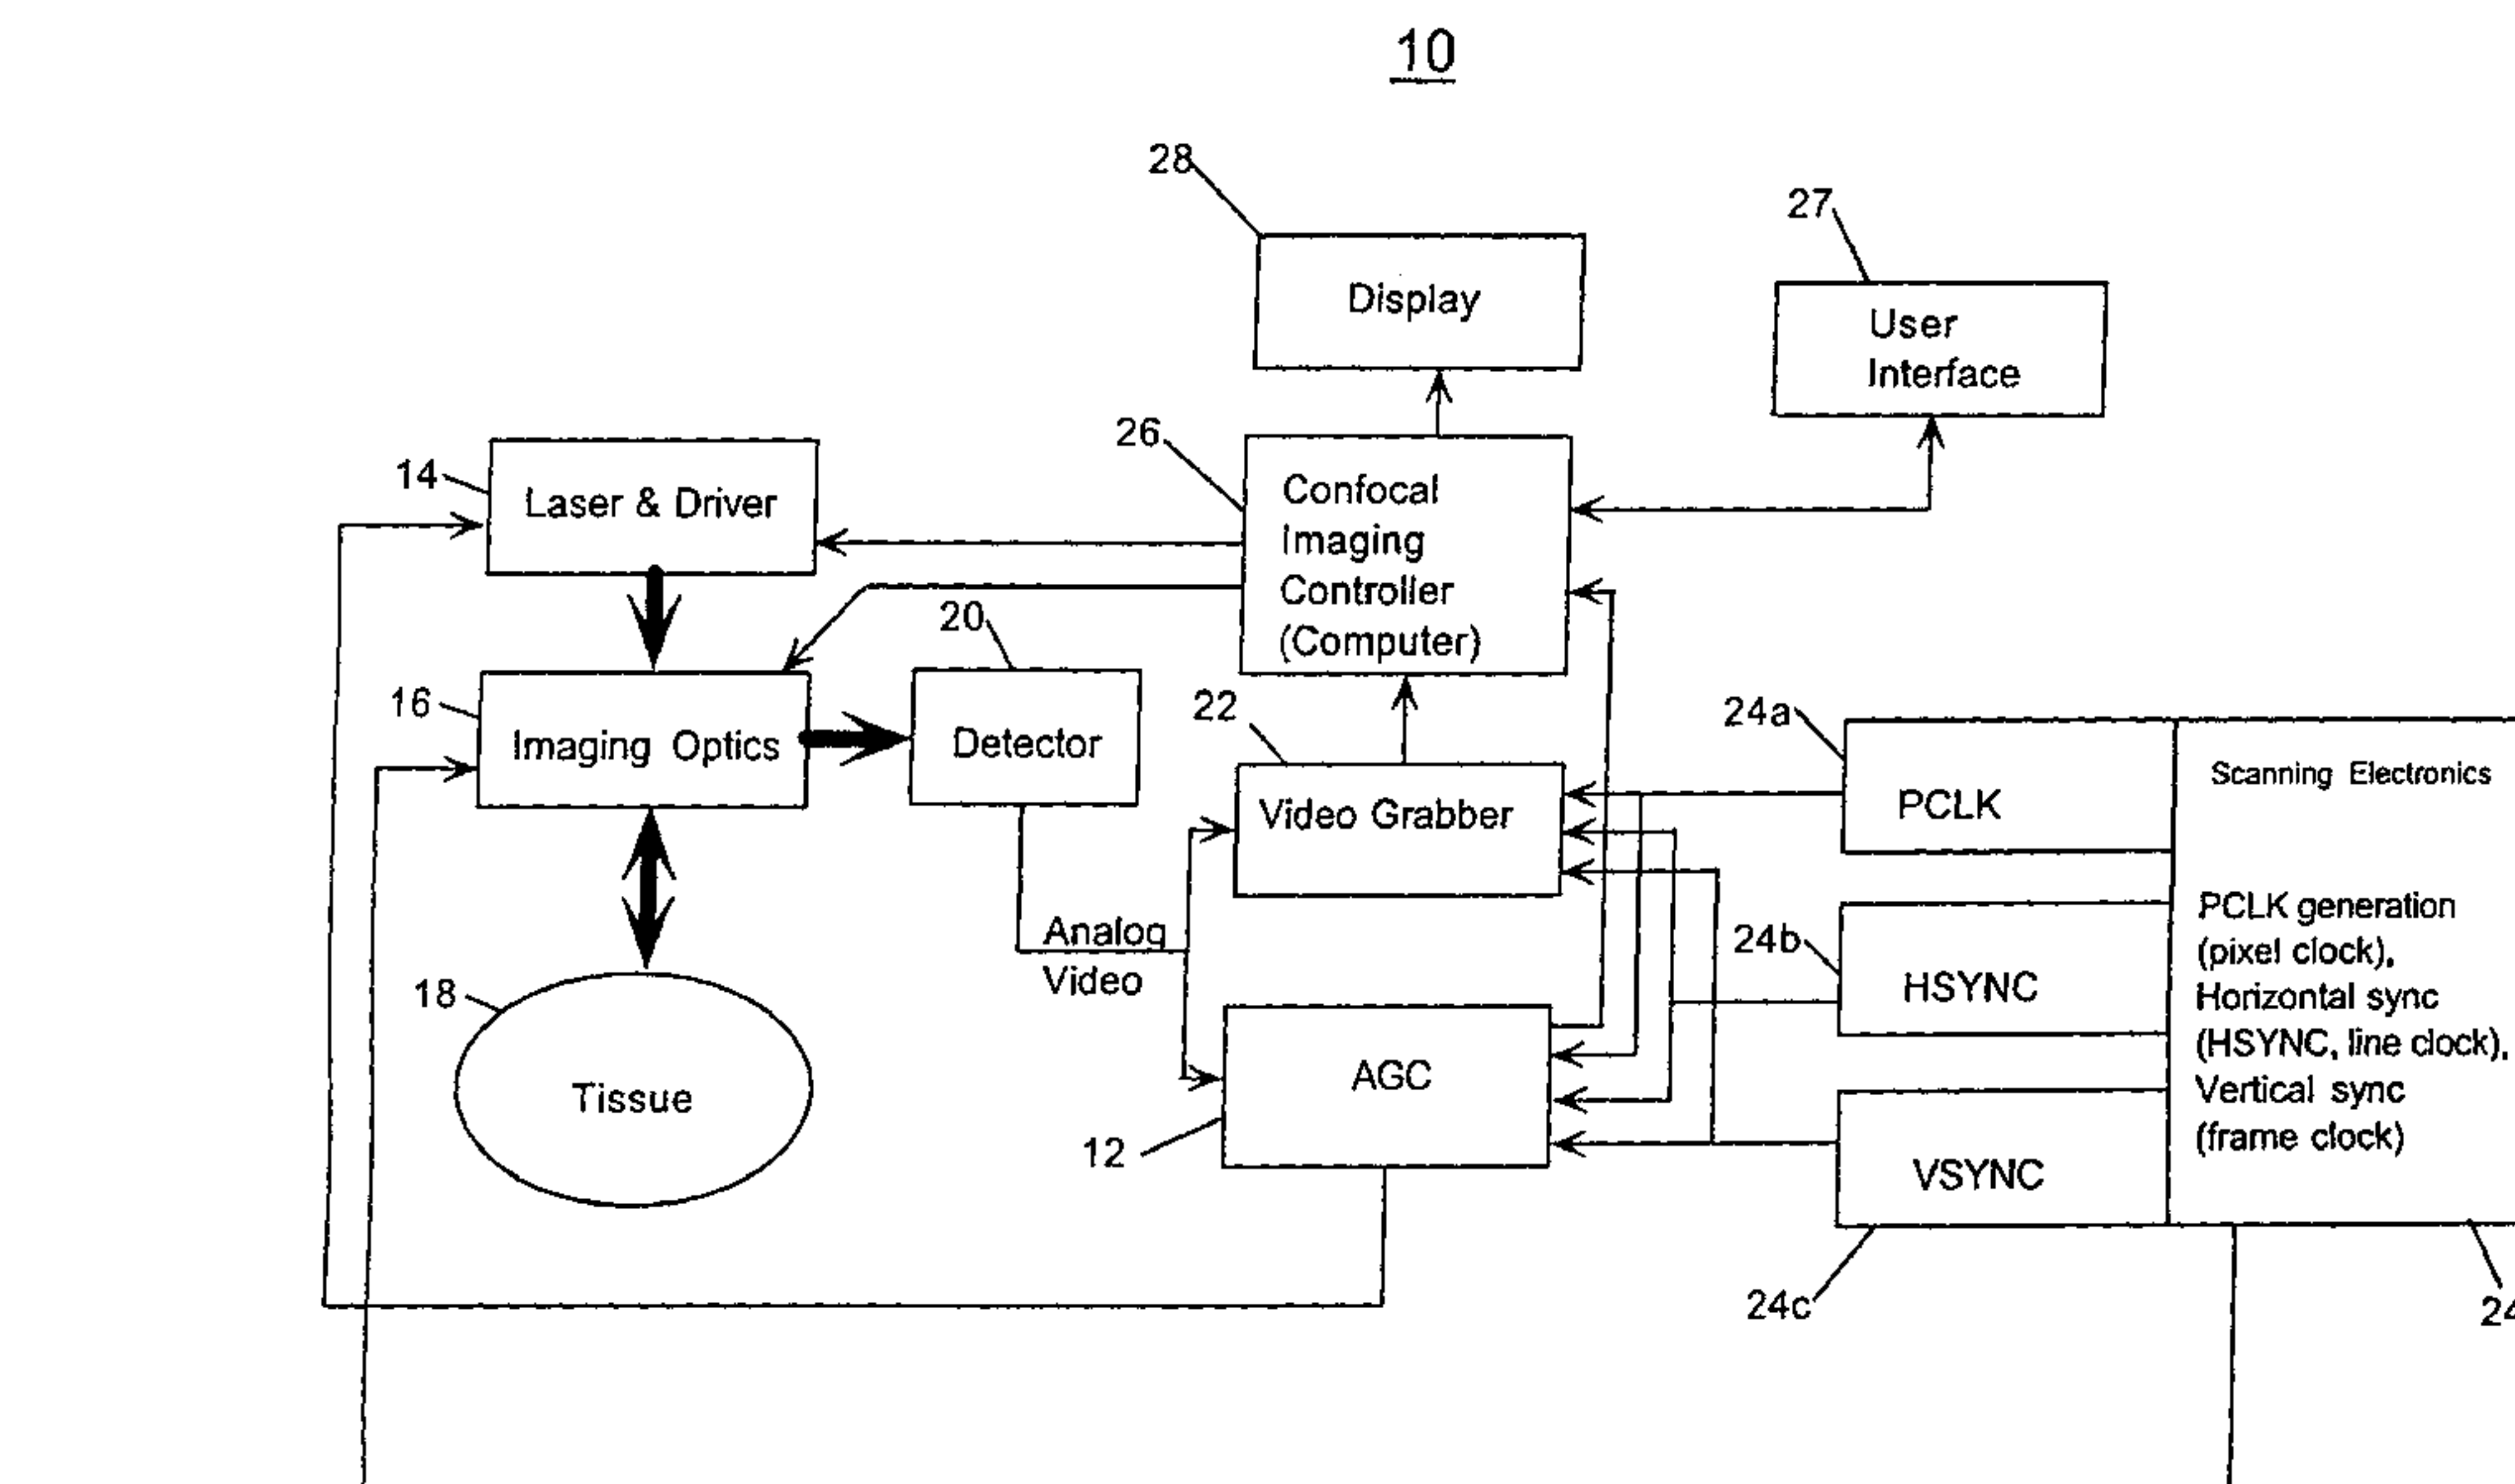 10
28
Display
27
User
Interface
26
Confocal
Imaging
Controller
(Computer)
14
Laser & Driver
20
Detector
16
Imaging Optics
22
Video Grabber
24a
PCLK
Scanning Electronics
PCLK generation
(pixel clock),
Horizontal sync
(HSYNC, line clock),
Vertical sync
(frame clock)
24b
HSYNC
Analog
Video
18
Tissue
AGC
12
VSYNC
24c
24